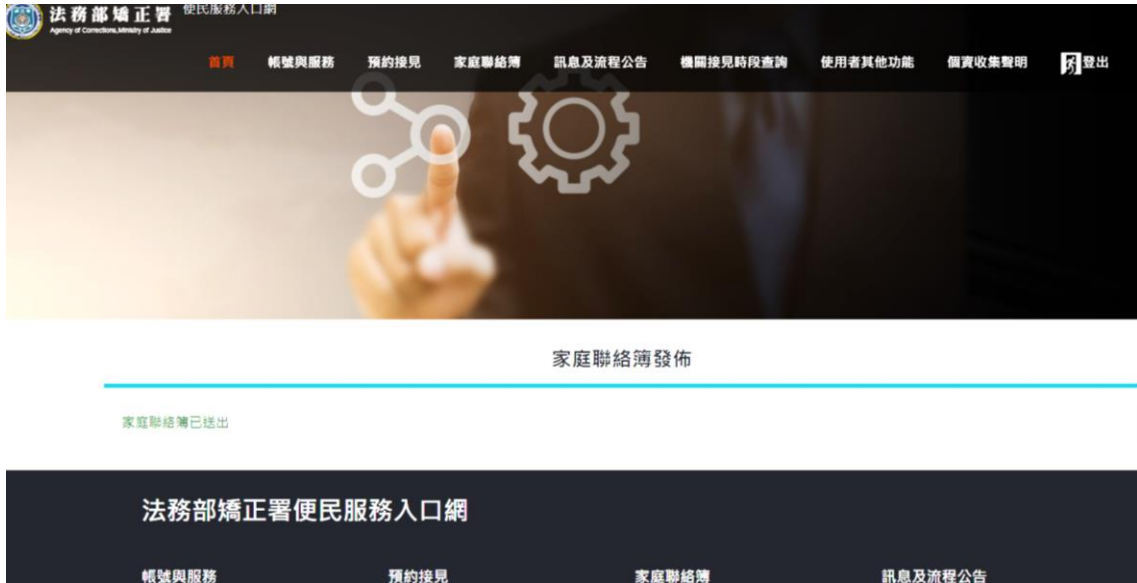 法務部矯正署 便民服務入口網
Agency of Corrections,Ministry of Justice
首頁 帳號與服務 預約接見 家庭聯絡簿 訊息及流程公告 機關接見時段查詢 使用者其他功能 個資收集聲明 登出
家庭聯絡簿發佈
家庭聯絡簿已送出
法務部矯正署便民服務入口網
帳號與服務 預約接見 家庭聯絡簿 訊息及流程公告